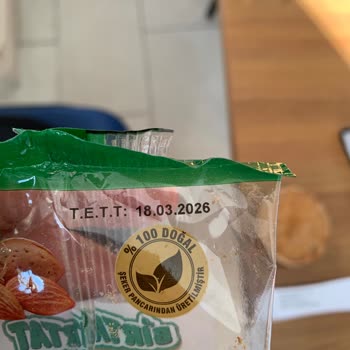 T.E.T.T: 18.03.2026
% 100 DOĞAL
ŞEKER PANCARINDAN ÜRETİLMİŞTİR